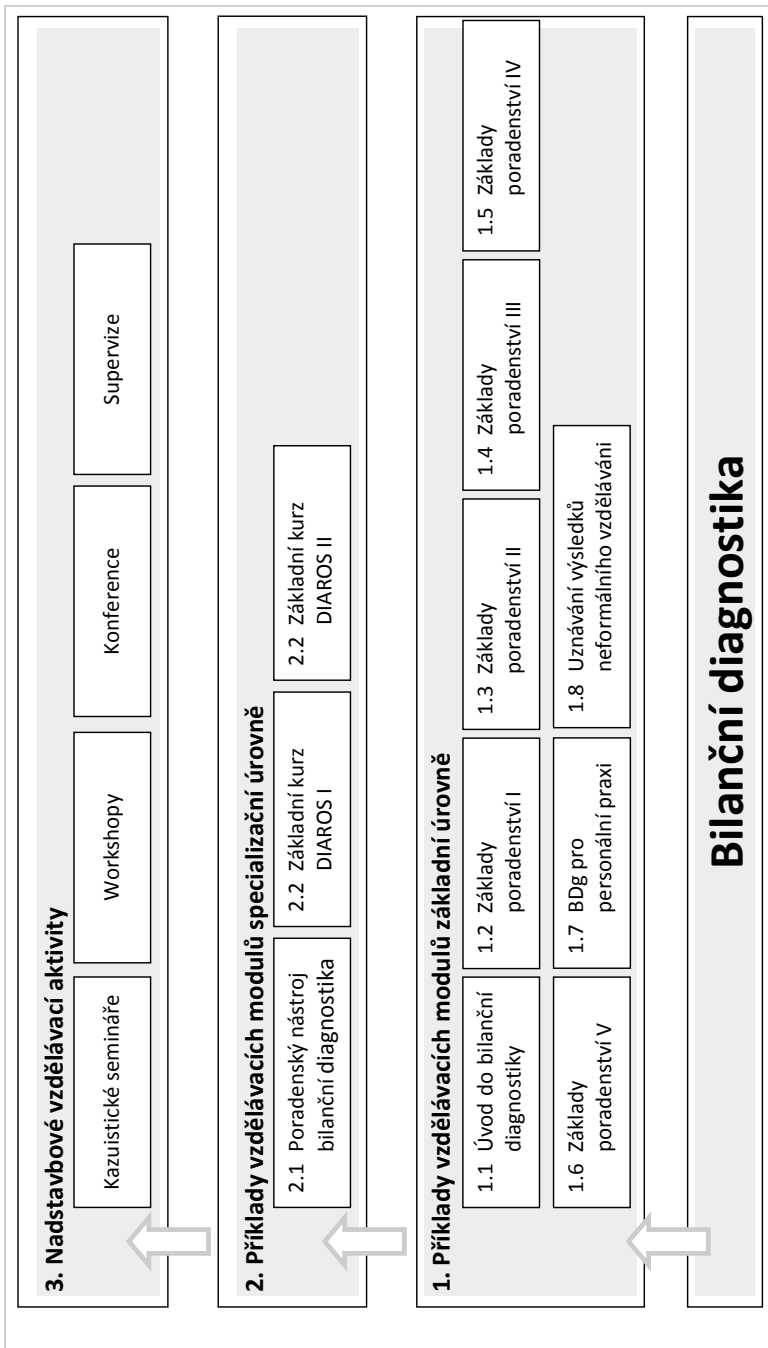 3. Nadstavbové vzdělávací aktivity
Kazuistické semináře
Workshopy
Konference
Supervize
2. Příklady vzdělávacích modulů specializační úrovně
2.1 Poradenský nástroj
bilanční diagnostika
2.2 Základní kurz
DIAROS I
2.2 Základní kurz
DIAROS II
1. Příklady vzdělávacích modulů základní úrovně
1.1 Úvod do bilanční
diagnostiky
1.2 Základy
poradenství I
1.3 Základy
poradenství II
1.4 Základy
poradenství III
1.5 Základy
poradenství IV
1.6 Základy
poradenství V
1.7 BDg pro
personální praxi
1.8 Uznávání výsledků
neformálního vzděláváni
Bilanční diagnostika